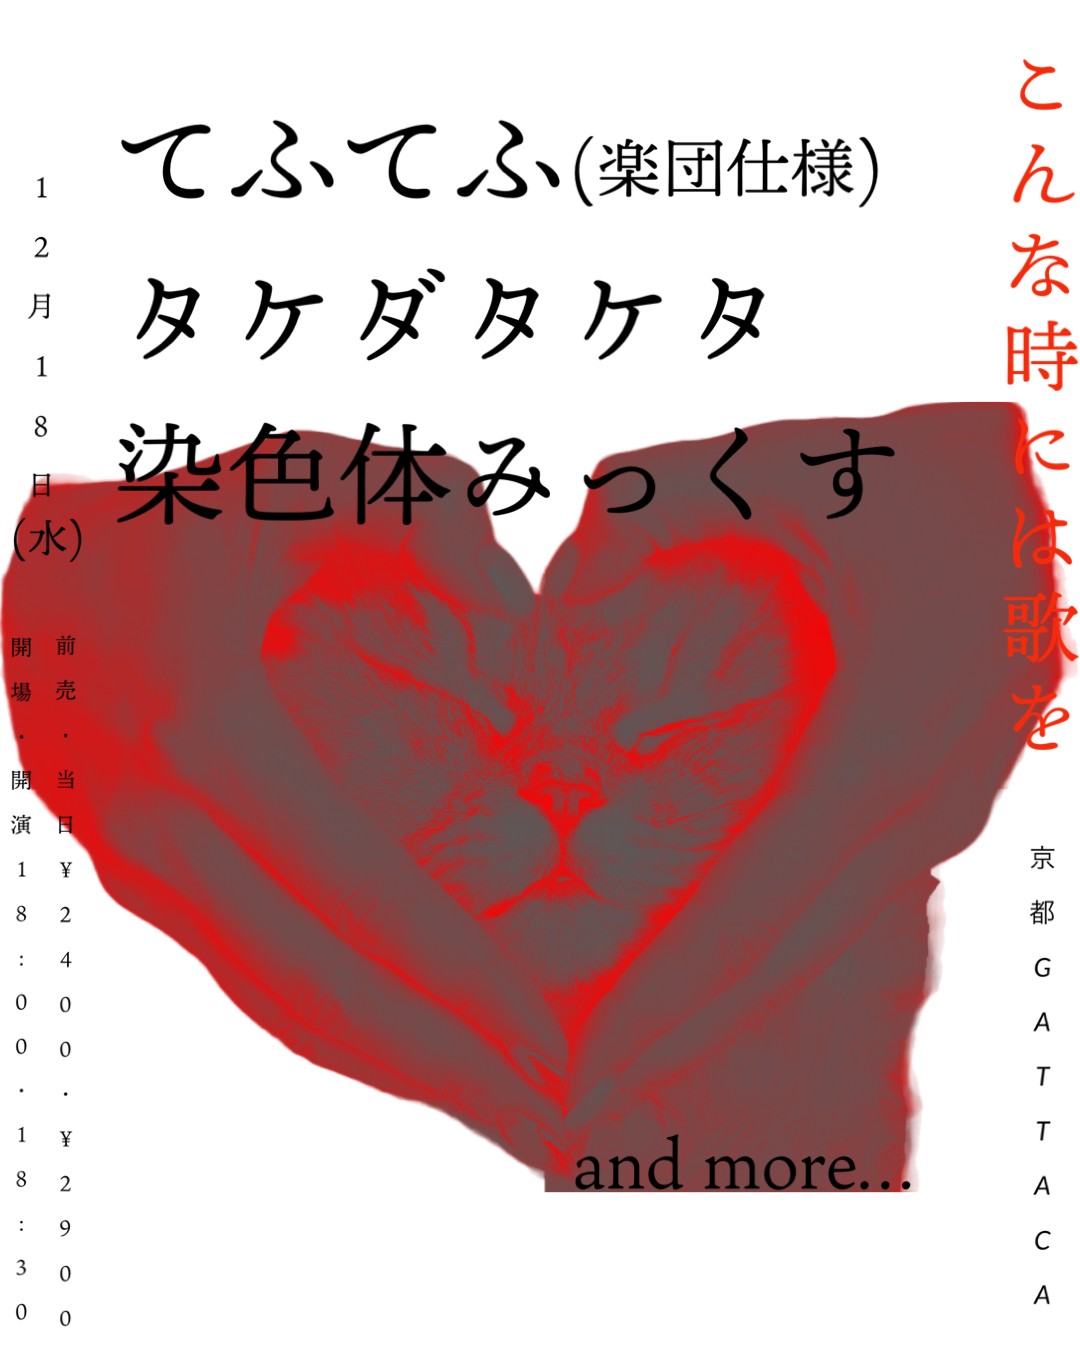 こんな時には歌を
京都GATTACA
てふてふ(楽団仕様)
タケダタケタ
染色体みっくす
and more...
12月18日(水)
前売・当日¥2400・¥2900
開場・開演18:00・18:30